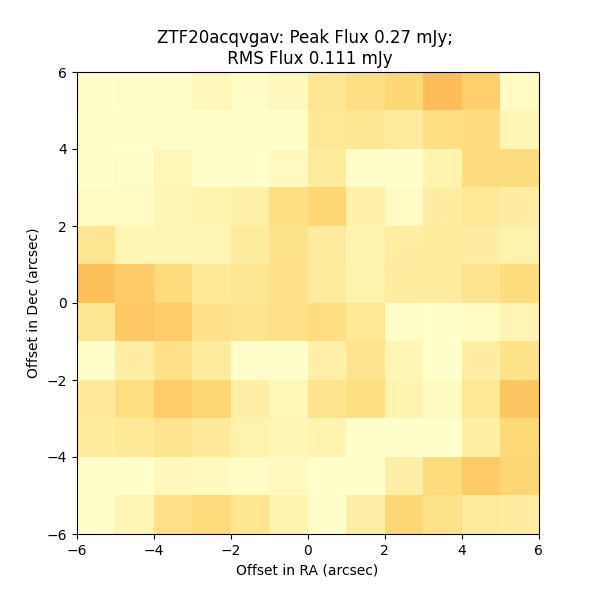 ZTF20acqvgav: Peak Flux 0.27 mJy;
RMS Flux 0.111 mJy
6
4
2
0
−2
−4
−6
Offset in Dec (arcsec)
−6 −4 −2 0 2 4 6
Offset in RA (arcsec)